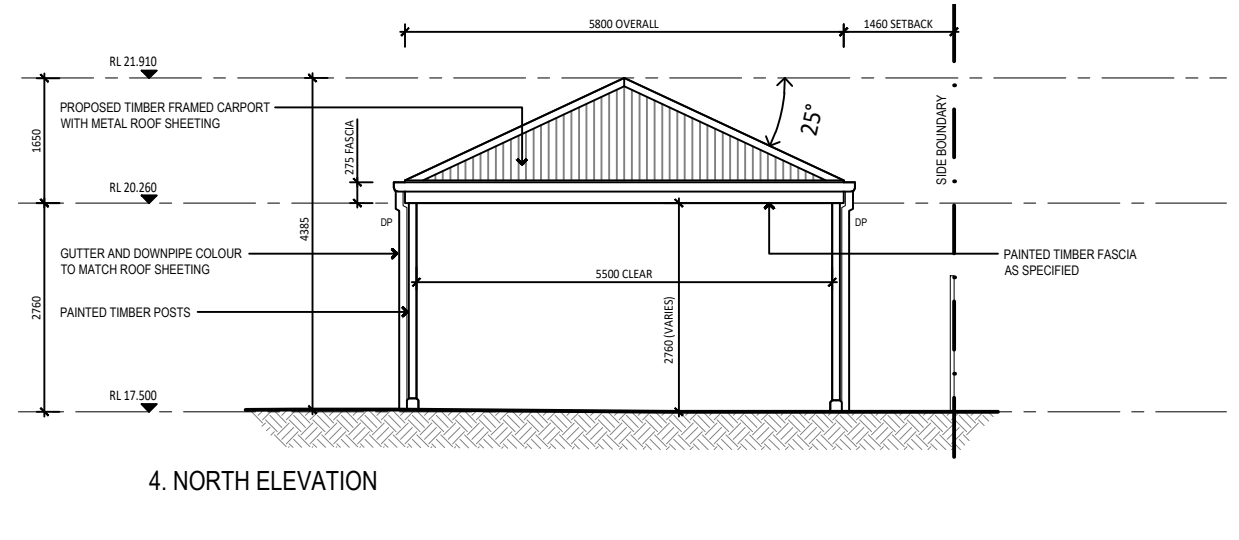 5800 OVERALL
1460 SETBACK
RL 21.910
PROPOSED TIMBER FRAMED CARPORT
WITH METAL ROOF SHEETING
1650
275 FASCIA
25°
SIDE BOUNDARY
RL 20.260
DP
DP
4385
GUTTER AND DOWNPIPE COLOUR
TO MATCH ROOF SHEETING
PAINTED TIMBER FASCIA
AS SPECIFIED
5500 CLEAR
2760
PAINTED TIMBER POSTS
2760 (VARIES)
RL 17.500
4. NORTH ELEVATION